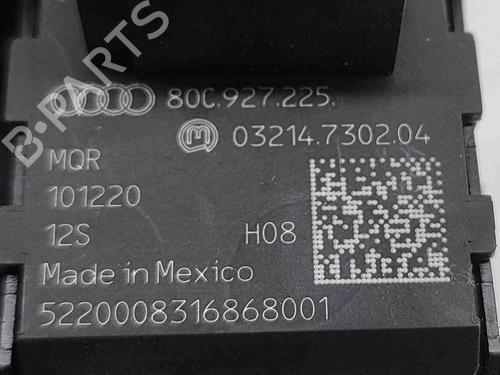 B-PARTS
80C.927.225.
03214.7302.04
MQR
101220
12S H08
Made in Mexico
5220008316868001